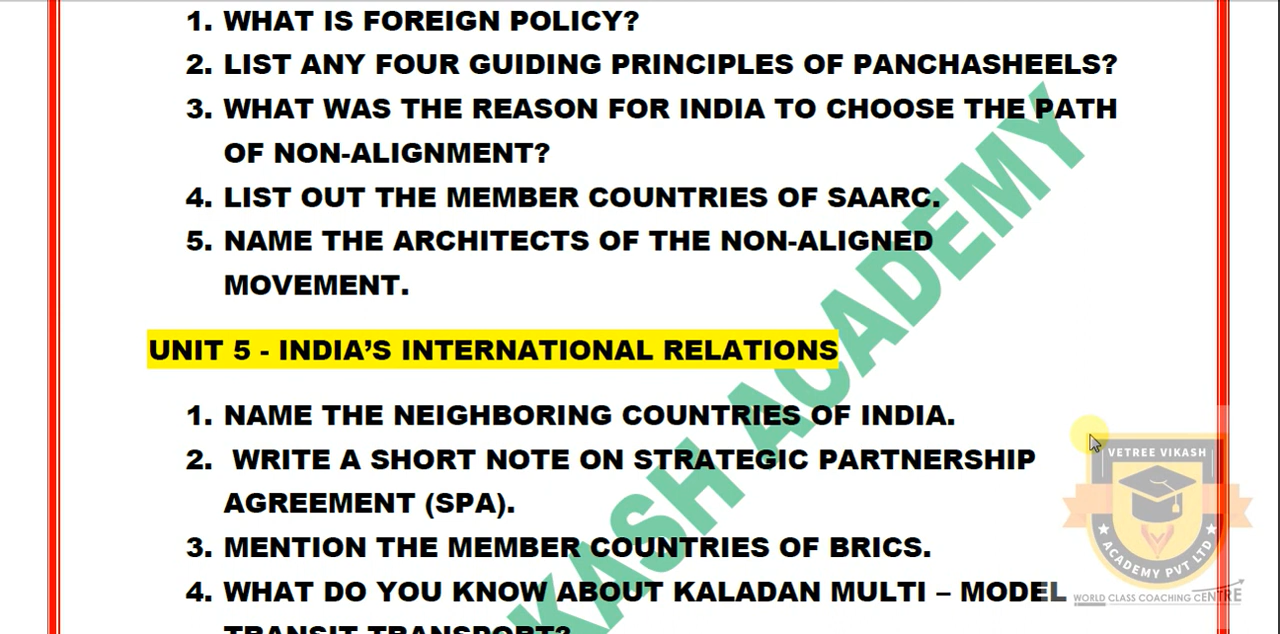 1. WHAT IS FOREIGN POLICY?
2. LIST ANY FOUR GUIDING PRINCIPLES OF PANCHASHEELS?
3. WHAT WAS THE REASON FOR INDIA TO CHOOSE THE PATH
OF NON-ALIGNMENT?
4. LIST OUT THE MEMBER COUNTRIES OF SAARC.
5. NAME THE ARCHITECTS OF THE NON-ALIGNED
MOVEMENT.
UNIT 5 - INDIA’S INTERNATIONAL RELATIONS
1. NAME THE NEIGHBORING COUNTRIES OF INDIA.
2. WRITE A SHORT NOTE ON STRATEGIC PARTNERSHIP
AGREEMENT (SPA).
3. MENTION THE MEMBER COUNTRIES OF BRICS.
4. WHAT DO YOU KNOW ABOUT KALADAN MULTI – MODEL
TRANSIT TRANSPORT?
KASH ACADEMY
VETREE VIKASH
ACADEMY PVT LTD
WORLD CLASS COACHING CENTRE